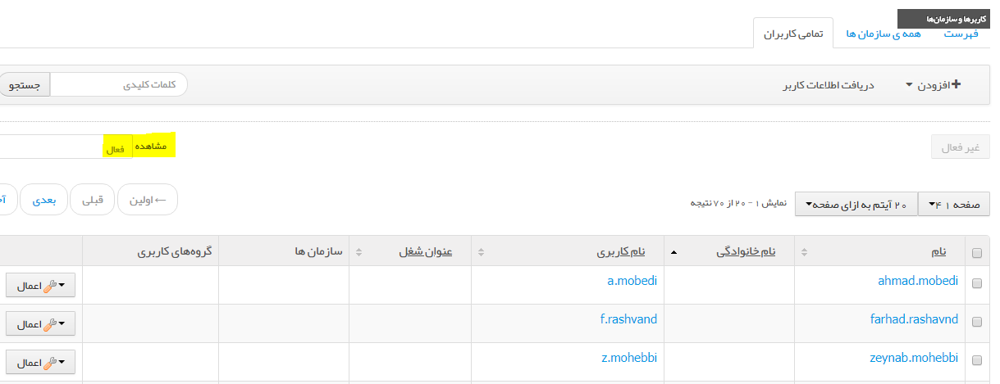 کاربرها و سازمان‌ها
فهرست همه ی سازمان ها تمامی کاربران
افزودن دریافت اطلاعات کاربر کلمات کلیدی جستجو
غیر فعال مشاهده فعال
صفحه ۱ ۴ ۲۰ آیتم به ازای صفحه نمایش ۱ - ۲۰ از ۷۰ نتیجه ← اولین قبلی بعدی
نام نام خانوادگی نام کاربری عنوان شغل سازمان ها گروه‌های کاربری
ahmad.mobedi a.mobedi اعمال
farhad.rashavnd f.rashvand اعمال
zeynab.mohebbi z.mohebbi اعمال